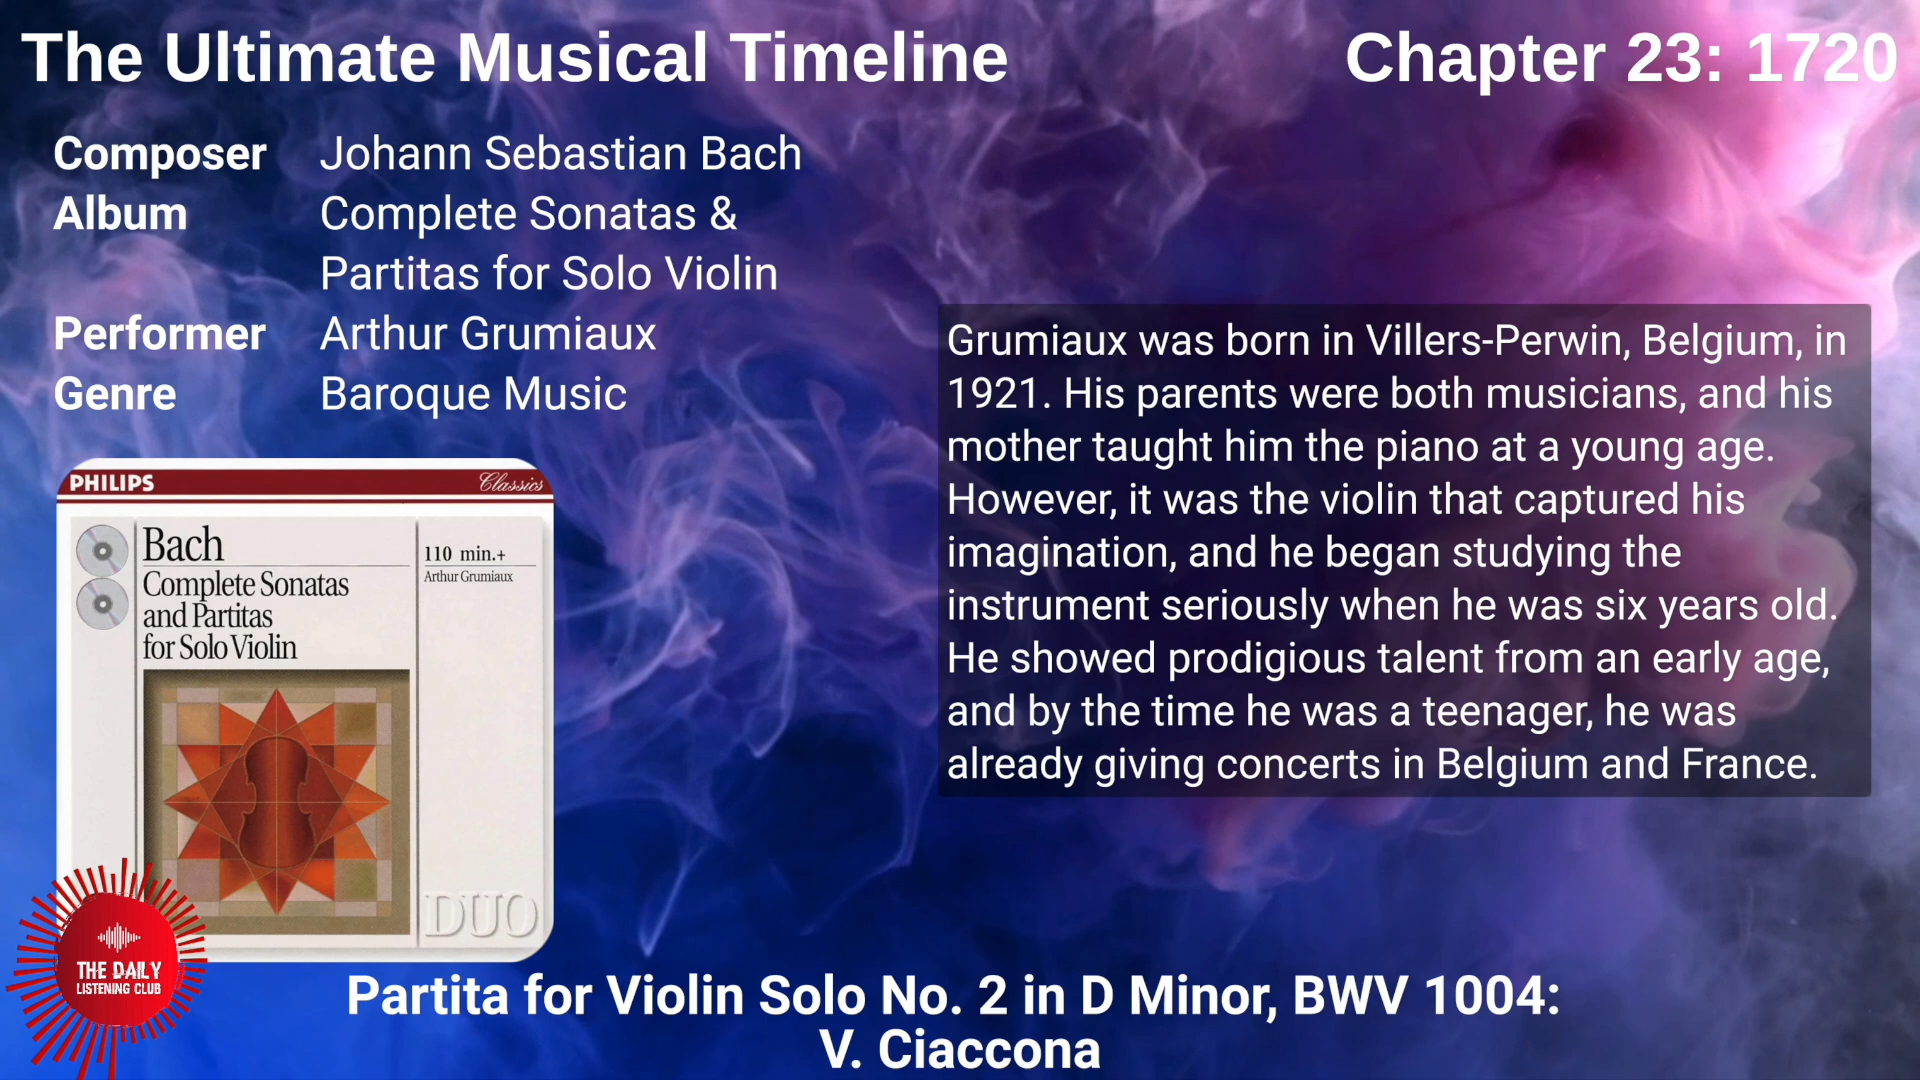 The Ultimate Musical Timeline
Chapter 23: 1720
Composer Johann Sebastian Bach
Album Complete Sonatas &
Partitas for Solo Violin
Performer Arthur Grumiaux
Genre Baroque Music
Grumiaux was born in Villers-Perwin, Belgium, in
1921. His parents were both musicians, and his
mother taught him the piano at a young age.
However, it was the violin that captured his
imagination, and he began studying the
instrument seriously when he was six years old.
He showed prodigious talent from an early age,
and by the time he was a teenager, he was
already giving concerts in Belgium and France.
PHILIPS Classics
Bach
Complete Sonatas
and Partitas
for Solo Violin
110 min.+
Arthur Grumiaux
DUO
THE DAILY
LISTENING CLUB
Partita for Violin Solo No. 2 in D Minor, BWV 1004:
V. Ciaccona